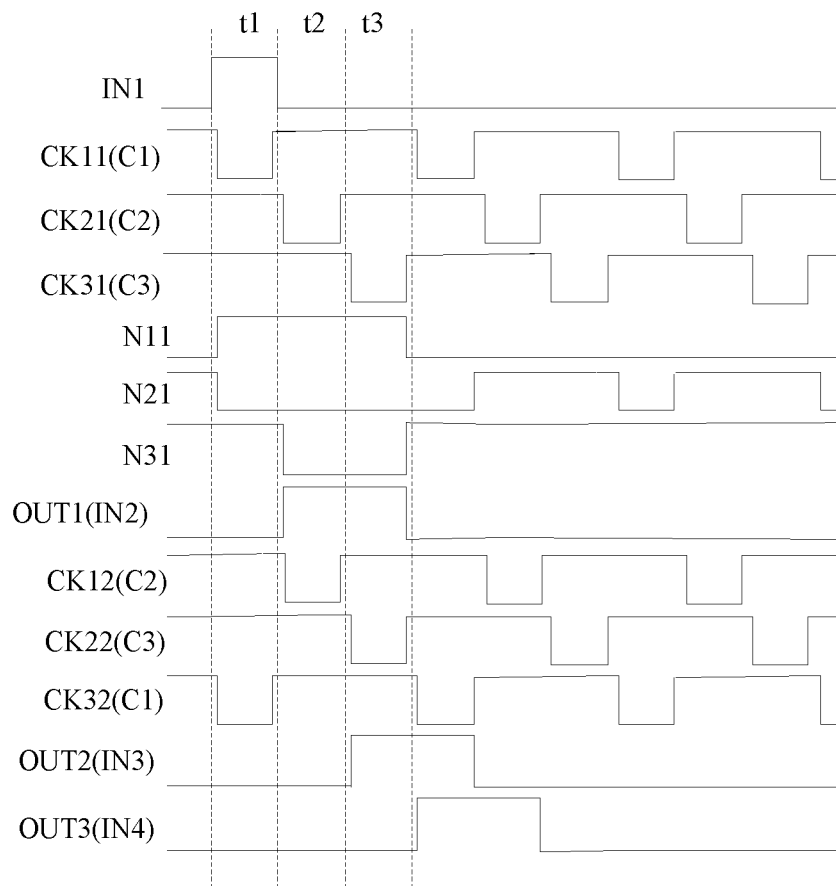 t1 t2 t3
IN1
CK11(C1)
CK21(C2)
CK31(C3)
N11
N21
N31
OUT1(IN2)
CK12(C2)
CK22(C3)
CK32(C1)
OUT2(IN3)
OUT3(IN4)